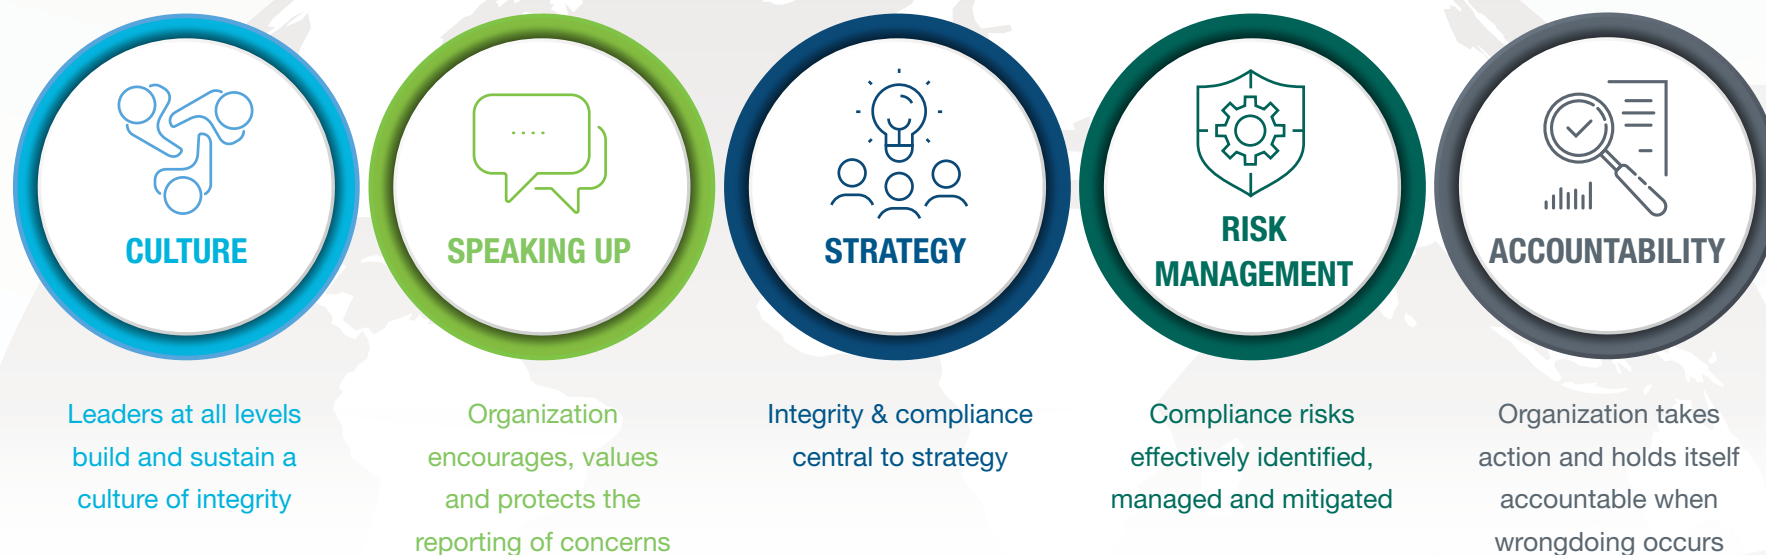 CULTURE
Leaders at all levels
build and sustain a
culture of integrity
SPEAKING UP
Organization
encourages, values
and protects the
reporting of concerns
STRATEGY
Integrity & compliance
central to strategy
RISK
MANAGEMENT
Compliance risks
effectively identified,
managed and mitigated
ACCOUNTABILITY
Organization takes
action and holds itself
accountable when
wrongdoing occurs